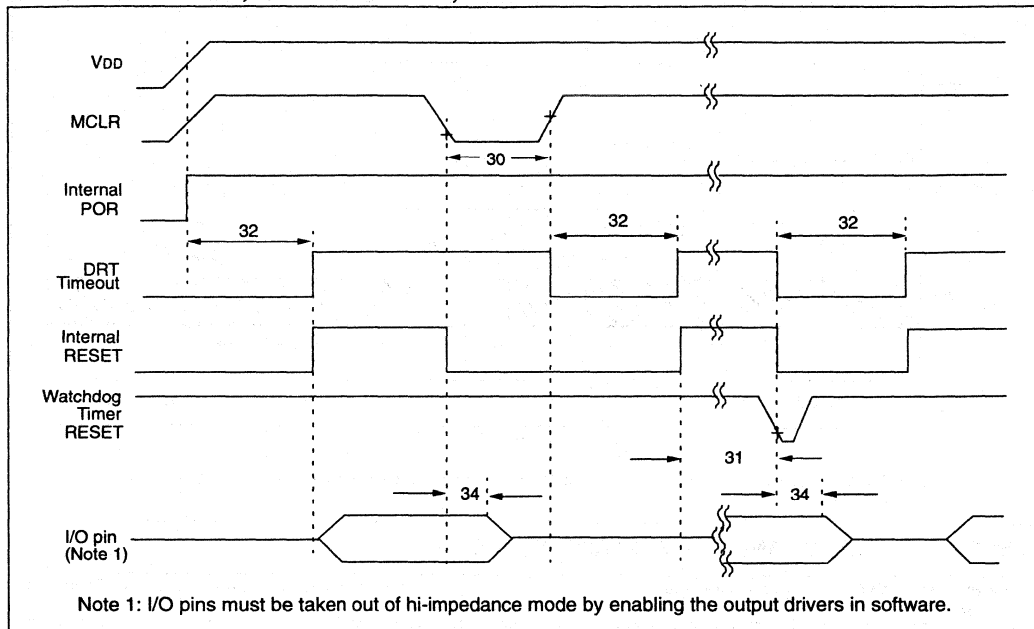 VDD
MCLR
30
Internal
POR
32
32
32
DRT
Timeout
Internal
RESET
Watchdog
Timer
RESET
31
34
34
I/O pin
(Note 1)
Note 1: I/O pins must be taken out of hi-impedance mode by enabling the output drivers in software.